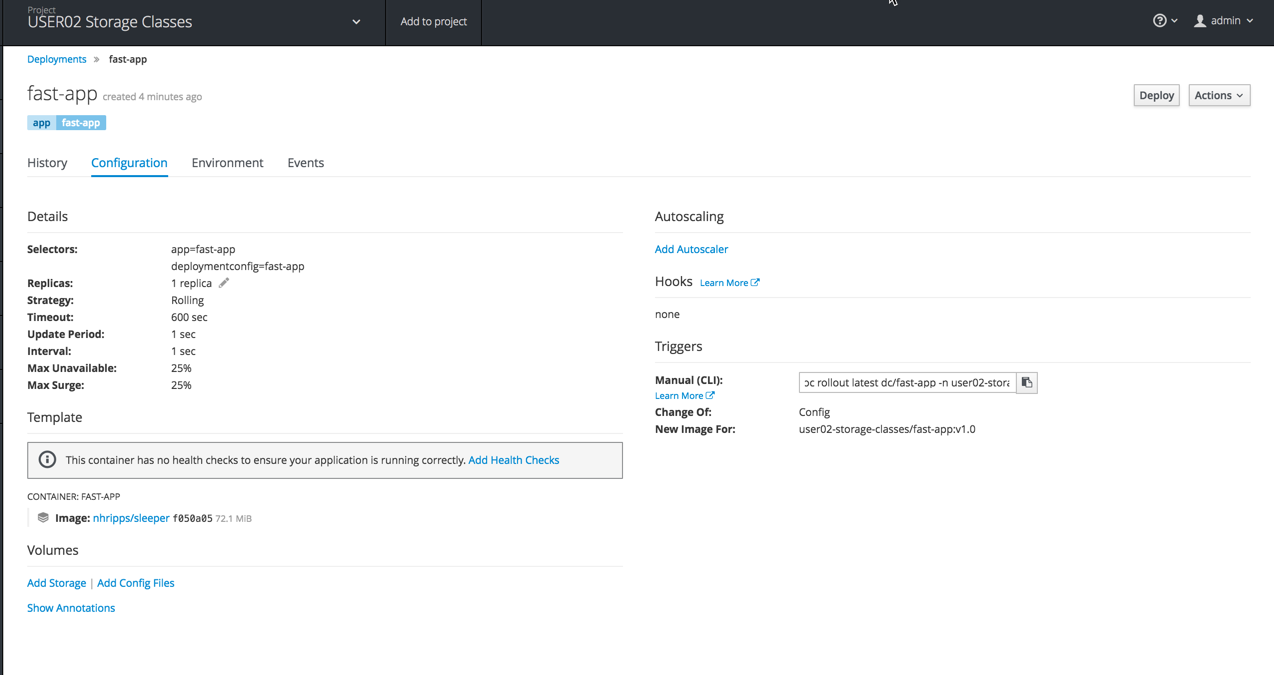 Project
USER02 Storage Classes
Add to project
admin
Deployments » fast-app
fast-app created 4 minutes ago
app fast-app
Deploy
Actions
History Configuration Environment Events
Details
Selectors: app=fast-app
deploymentconfig=fast-app
Replicas: 1 replica
Strategy: Rolling
Timeout: 600 sec
Update Period: 1 sec
Interval: 1 sec
Max Unavailable: 25%
Max Surge: 25%
Template
This container has no health checks to ensure your application is running correctly. Add Health Checks
CONTAINER: FAST-APP
Image: nhripps/sleeper f050a05 72.1 MiB
Volumes
Add Storage | Add Config Files
Show Annotations
Autoscaling
Add Autoscaler
Hooks Learn More
none
Triggers
Manual (CLI): oc rollout latest dc/fast-app -n user02-stora
Learn More
Change Of: Config
New Image For: user02-storage-classes/fast-app:v1.0